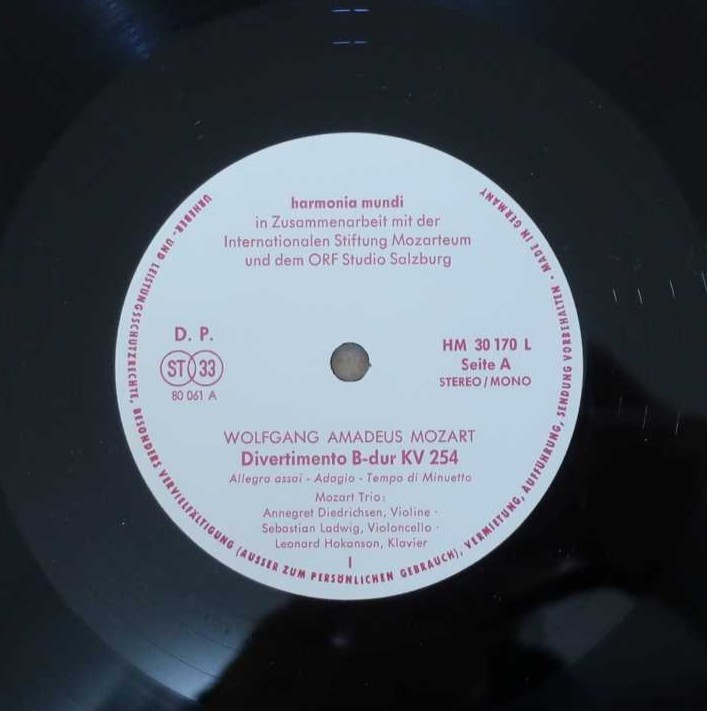 harmonia mundi
in Zusammenarbeit mit der
Internationalen Stiftung Mozarteum
und dem ORF Studio Salzburg
D. P.
ST 33
80 061 A
HM 30 170 L
Seite A
STEREO/MONO
WOLFGANG AMADEUS MOZART
Divertimento B-dur KV 254
Allegro assai - Adagio - Tempo di Minuetto
Mozart Trio:
Annegret Diedrichsen, Violine ·
Sebastian Ladwig, Violoncello ·
Leonard Hokanson, Klavier
I
URHEBER- UND LEISTUNGSSCHUTZRECHTE, BESONDERS VERVIELFÄLTIGUNG (AUSSER ZUM PERSÖNLICHEN GEBRAUCH), VERMIETUNG, AUFFÜHRUNG, SENDUNG VORBEHALTEN · MADE IN GERMANY